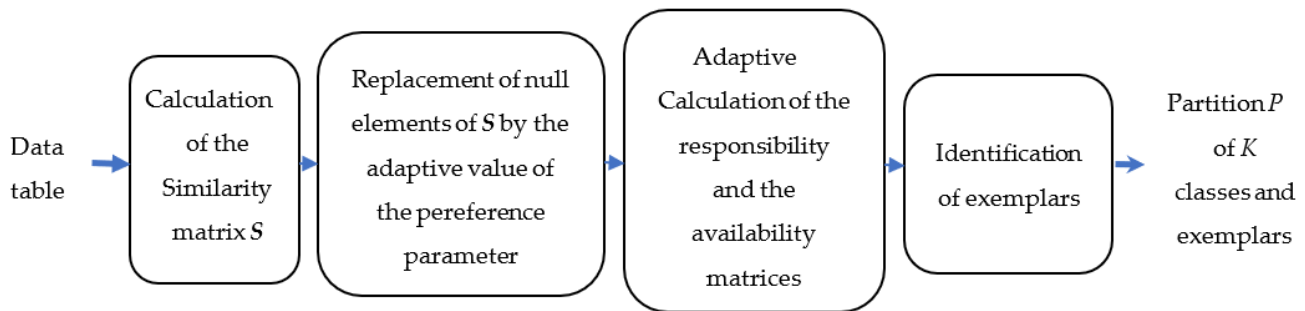 Data
table
Calculation
of the
Similarity
matrix S
Replacement of null
elements of S by the
adaptive value of
the pereference
parameter
Adaptive
Calculation of the
responsibility
and the
availability
matrices
Identification
of exemplars
Partition P
of K
classes and
exemplars